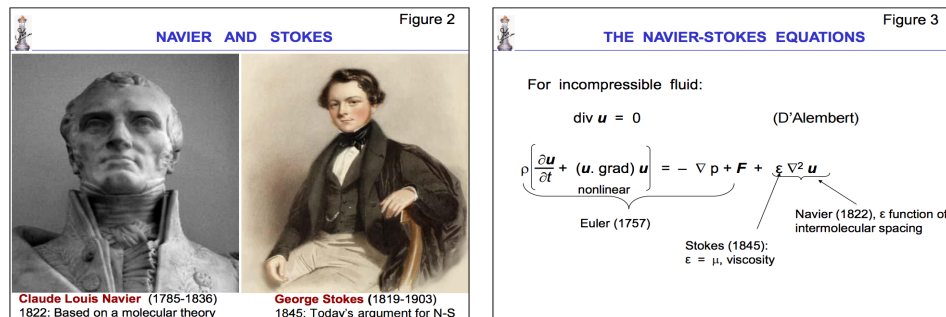 Figure 2
NAVIER AND STOKES
Claude Louis Navier (1785-1836)
1822: Based on a molecular theory
George Stokes (1819-1903)
1845: Today's argument for N-S
Figure 3
THE NAVIER-STOKES EQUATIONS
For incompressible fluid:
div u = 0 (D'Alembert)
ρ[∂u/∂t + (u. grad) u] = − ∇ p + F + ε ∇² u
nonlinear
Euler (1757)
Navier (1822), ε function of
intermolecular spacing
Stokes (1845):
ε = μ, viscosity